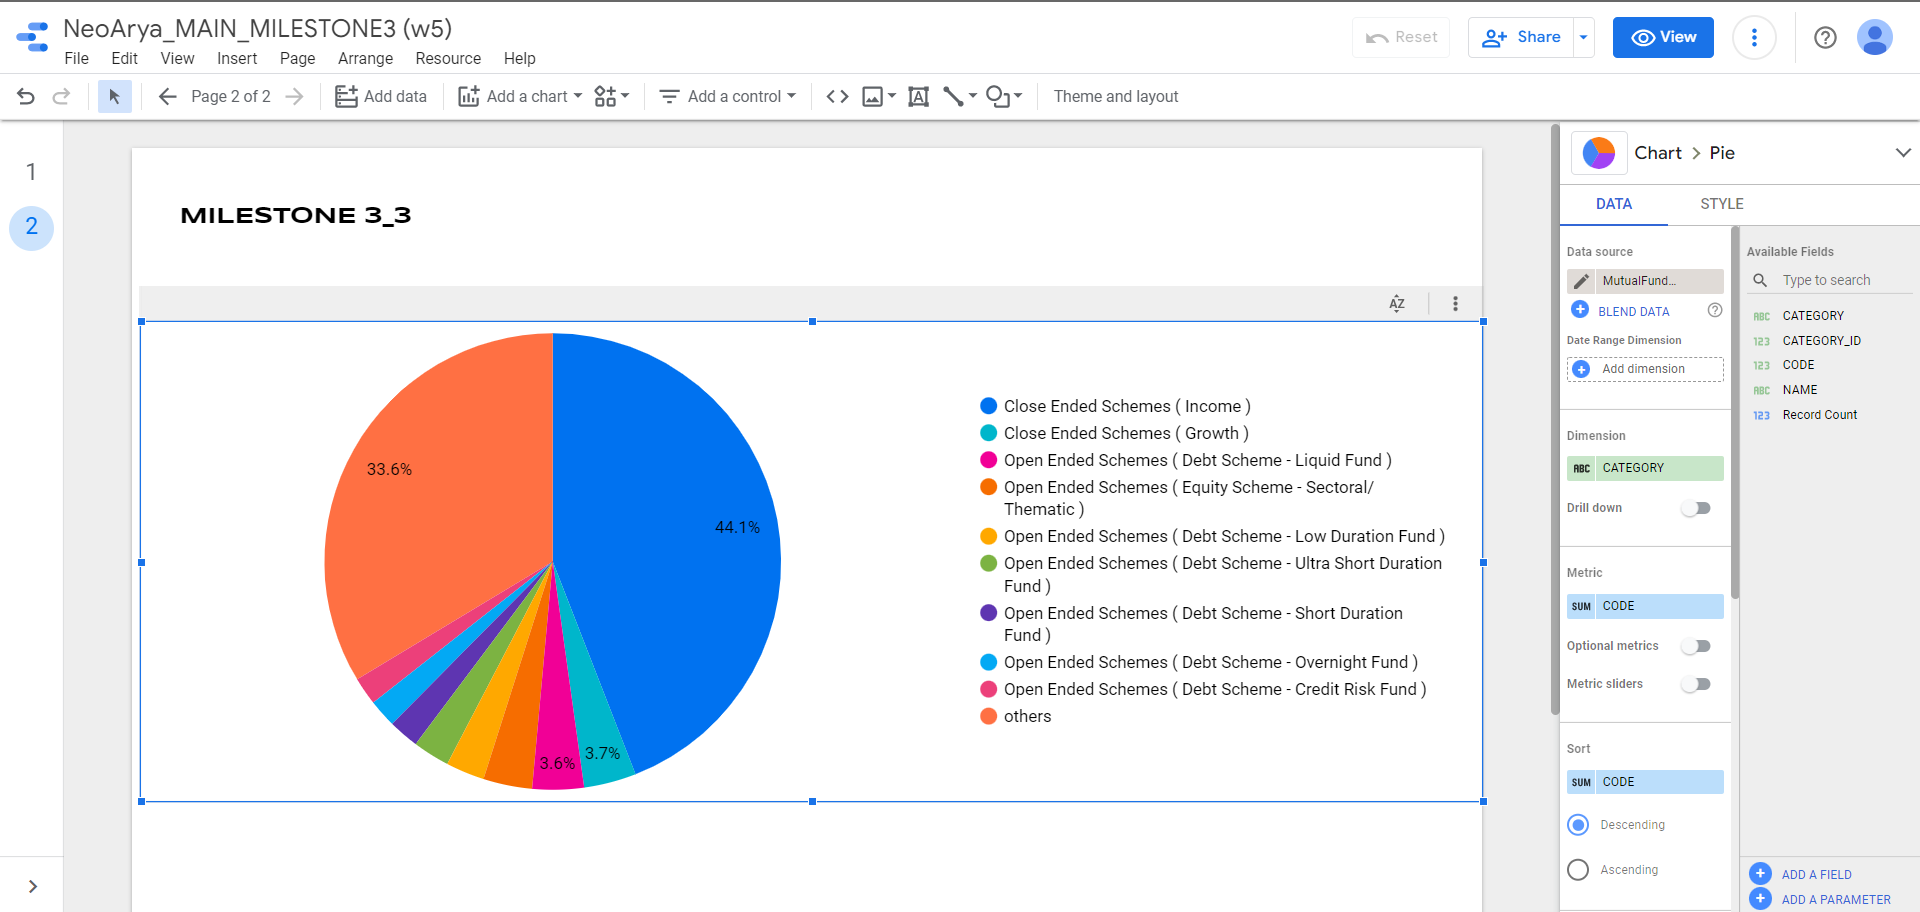 NeoArya_MAIN_MILESTONE3 (w5)
File Edit View Insert Page Arrange Resource Help
Reset
Share
View
Page 2 of 2
Add data
Add a chart
Add a control
Theme and layout
1
2
MILESTONE 3_3
AZ
33.6%
44.1%
3.7%
3.6%
Close Ended Schemes ( Income )
Close Ended Schemes ( Growth )
Open Ended Schemes ( Debt Scheme - Liquid Fund )
Open Ended Schemes ( Equity Scheme - Sectoral/
Thematic )
Open Ended Schemes ( Debt Scheme - Low Duration Fund )
Open Ended Schemes ( Debt Scheme - Ultra Short Duration
Fund )
Open Ended Schemes ( Debt Scheme - Short Duration
Fund )
Open Ended Schemes ( Debt Scheme - Overnight Fund )
Open Ended Schemes ( Debt Scheme - Credit Risk Fund )
others
Chart > Pie
DATA
STYLE
Data source
MutualFund...
BLEND DATA
Date Range Dimension
Add dimension
Dimension
ABC CATEGORY
Drill down
Metric
SUM CODE
Optional metrics
Metric sliders
Sort
SUM CODE
Descending
Ascending
Available Fields
Type to search
ABC CATEGORY
123 CATEGORY_ID
123 CODE
ABC NAME
123 Record Count
ADD A FIELD
ADD A PARAMETER